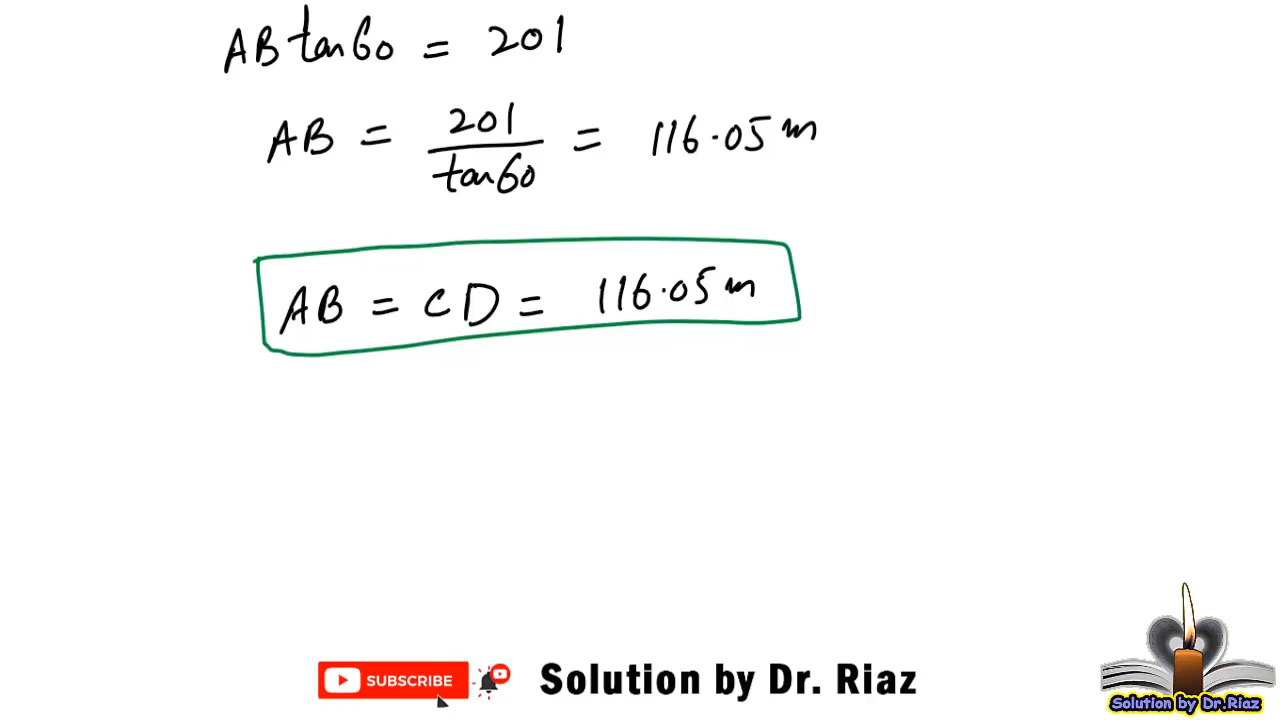 AB tan60 = 201
AB = 201 / tan60 = 116.05 m
AB = CD = 116.05 m
SUBSCRIBE
Solution by Dr. Riaz
Solution by Dr.Riaz